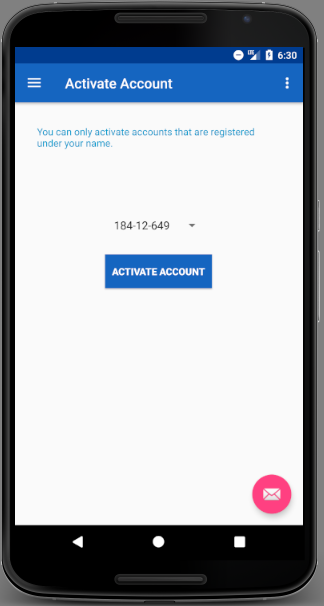 6:30
Activate Account
You can only activate accounts that are registered
under your name.
184-12-649
ACTIVATE ACCOUNT